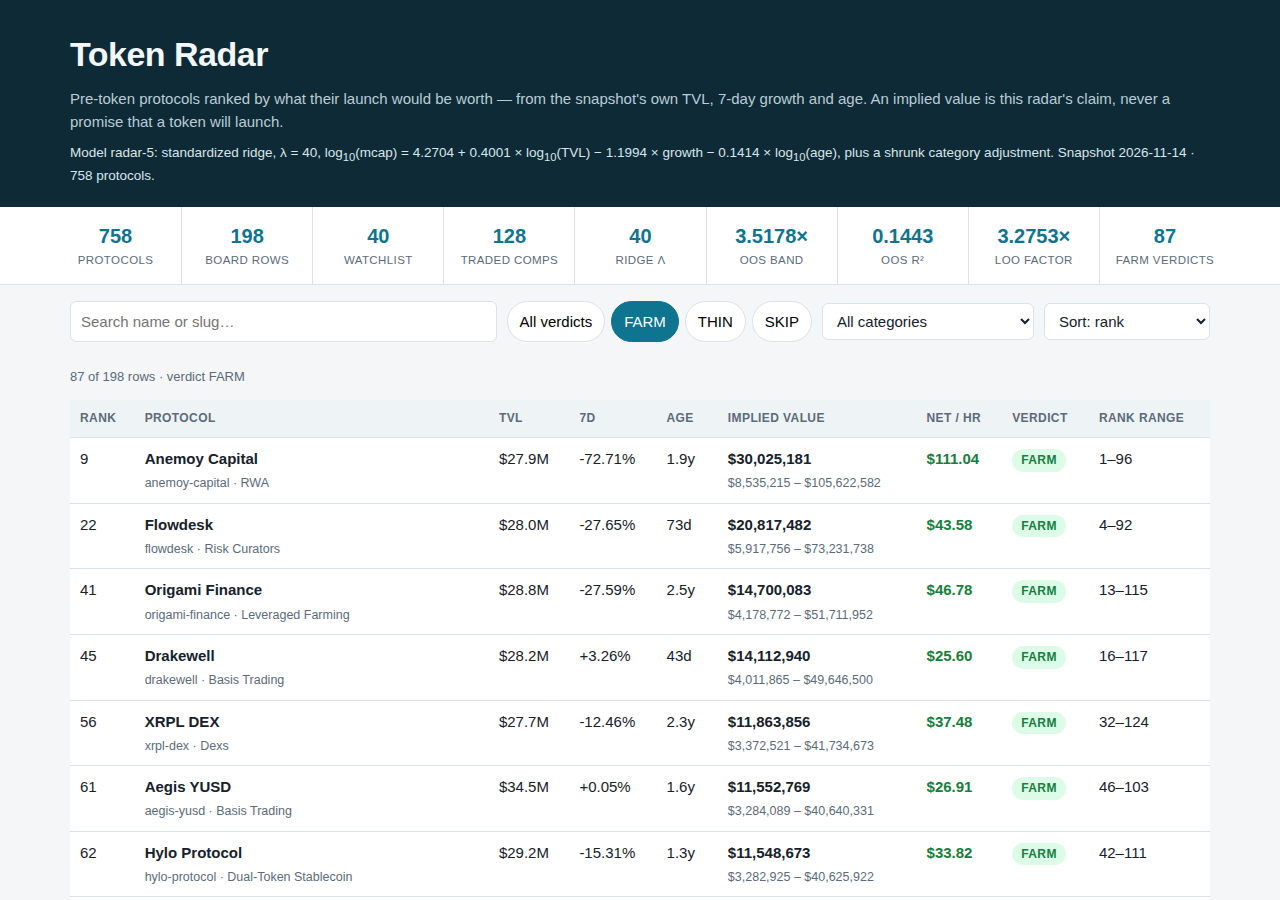 Token Radar
Pre-token protocols ranked by what their launch would be worth — from the snapshot's own TVL, 7-day growth and age. An implied value is this radar's claim, never a
promise that a token will launch.
Model radar-5: standardized ridge, λ = 40, log10(mcap) = 4.2704 + 0.4001 × log10(TVL) − 1.1994 × growth − 0.1414 × log10(age), plus a shrunk category adjustment. Snapshot 2026-11-14 ·
758 protocols.
758 198 40 128 40 3.5178× 0.1443 3.2753× 87
PROTOCOLS BOARD ROWS WATCHLIST TRADED COMPS RIDGE Λ OOS BAND OOS R² LOO FACTOR FARM VERDICTS
Search name or slug… All verdicts FARM THIN SKIP All categories Sort: rank
87 of 198 rows · verdict FARM
RANK PROTOCOL TVL 7D AGE IMPLIED VALUE NET / HR VERDICT RANK RANGE
9 Anemoy Capital $27.9M -72.71% 1.9y $30,025,181 $111.04 FARM 1–96
anemoy-capital · RWA $8,535,215 – $105,622,582
22 Flowdesk $28.0M -27.65% 73d $20,817,482 $43.58 FARM 4–92
flowdesk · Risk Curators $5,917,756 – $73,231,738
41 Origami Finance $28.8M -27.59% 2.5y $14,700,083 $46.78 FARM 13–115
origami-finance · Leveraged Farming $4,178,772 – $51,711,952
45 Drakewell $28.2M +3.26% 43d $14,112,940 $25.60 FARM 16–117
drakewell · Basis Trading $4,011,865 – $49,646,500
56 XRPL DEX $27.7M -12.46% 2.3y $11,863,856 $37.48 FARM 32–124
xrpl-dex · Dexs $3,372,521 – $41,734,673
61 Aegis YUSD $34.5M +0.05% 1.6y $11,552,769 $26.91 FARM 46–103
aegis-yusd · Basis Trading $3,284,089 – $40,640,331
62 Hylo Protocol $29.2M -15.31% 1.3y $11,548,673 $33.82 FARM 42–111
hylo-protocol · Dual-Token Stablecoin $3,282,925 – $40,625,922